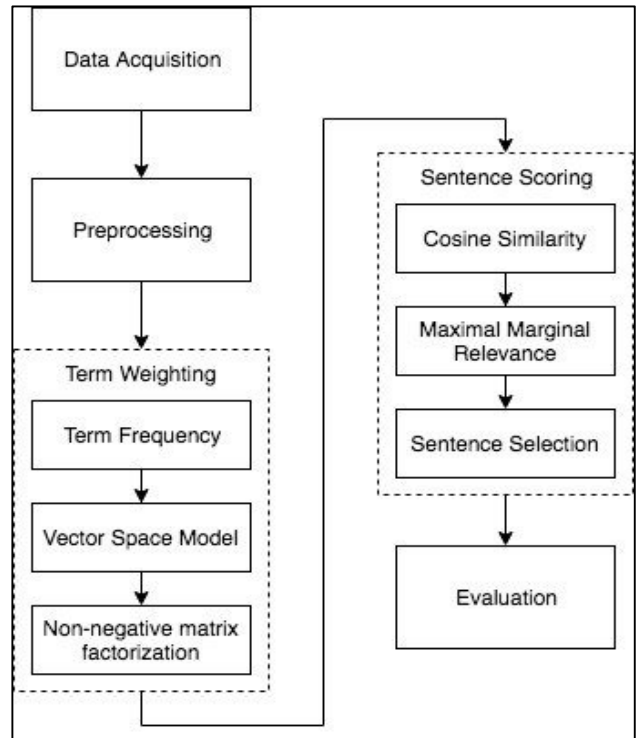 Data Acquisition
Preprocessing
Term Weighting
Term Frequency
Vector Space Model
Non-negative matrix
factorization
Sentence Scoring
Cosine Similarity
Maximal Marginal
Relevance
Sentence Selection
Evaluation